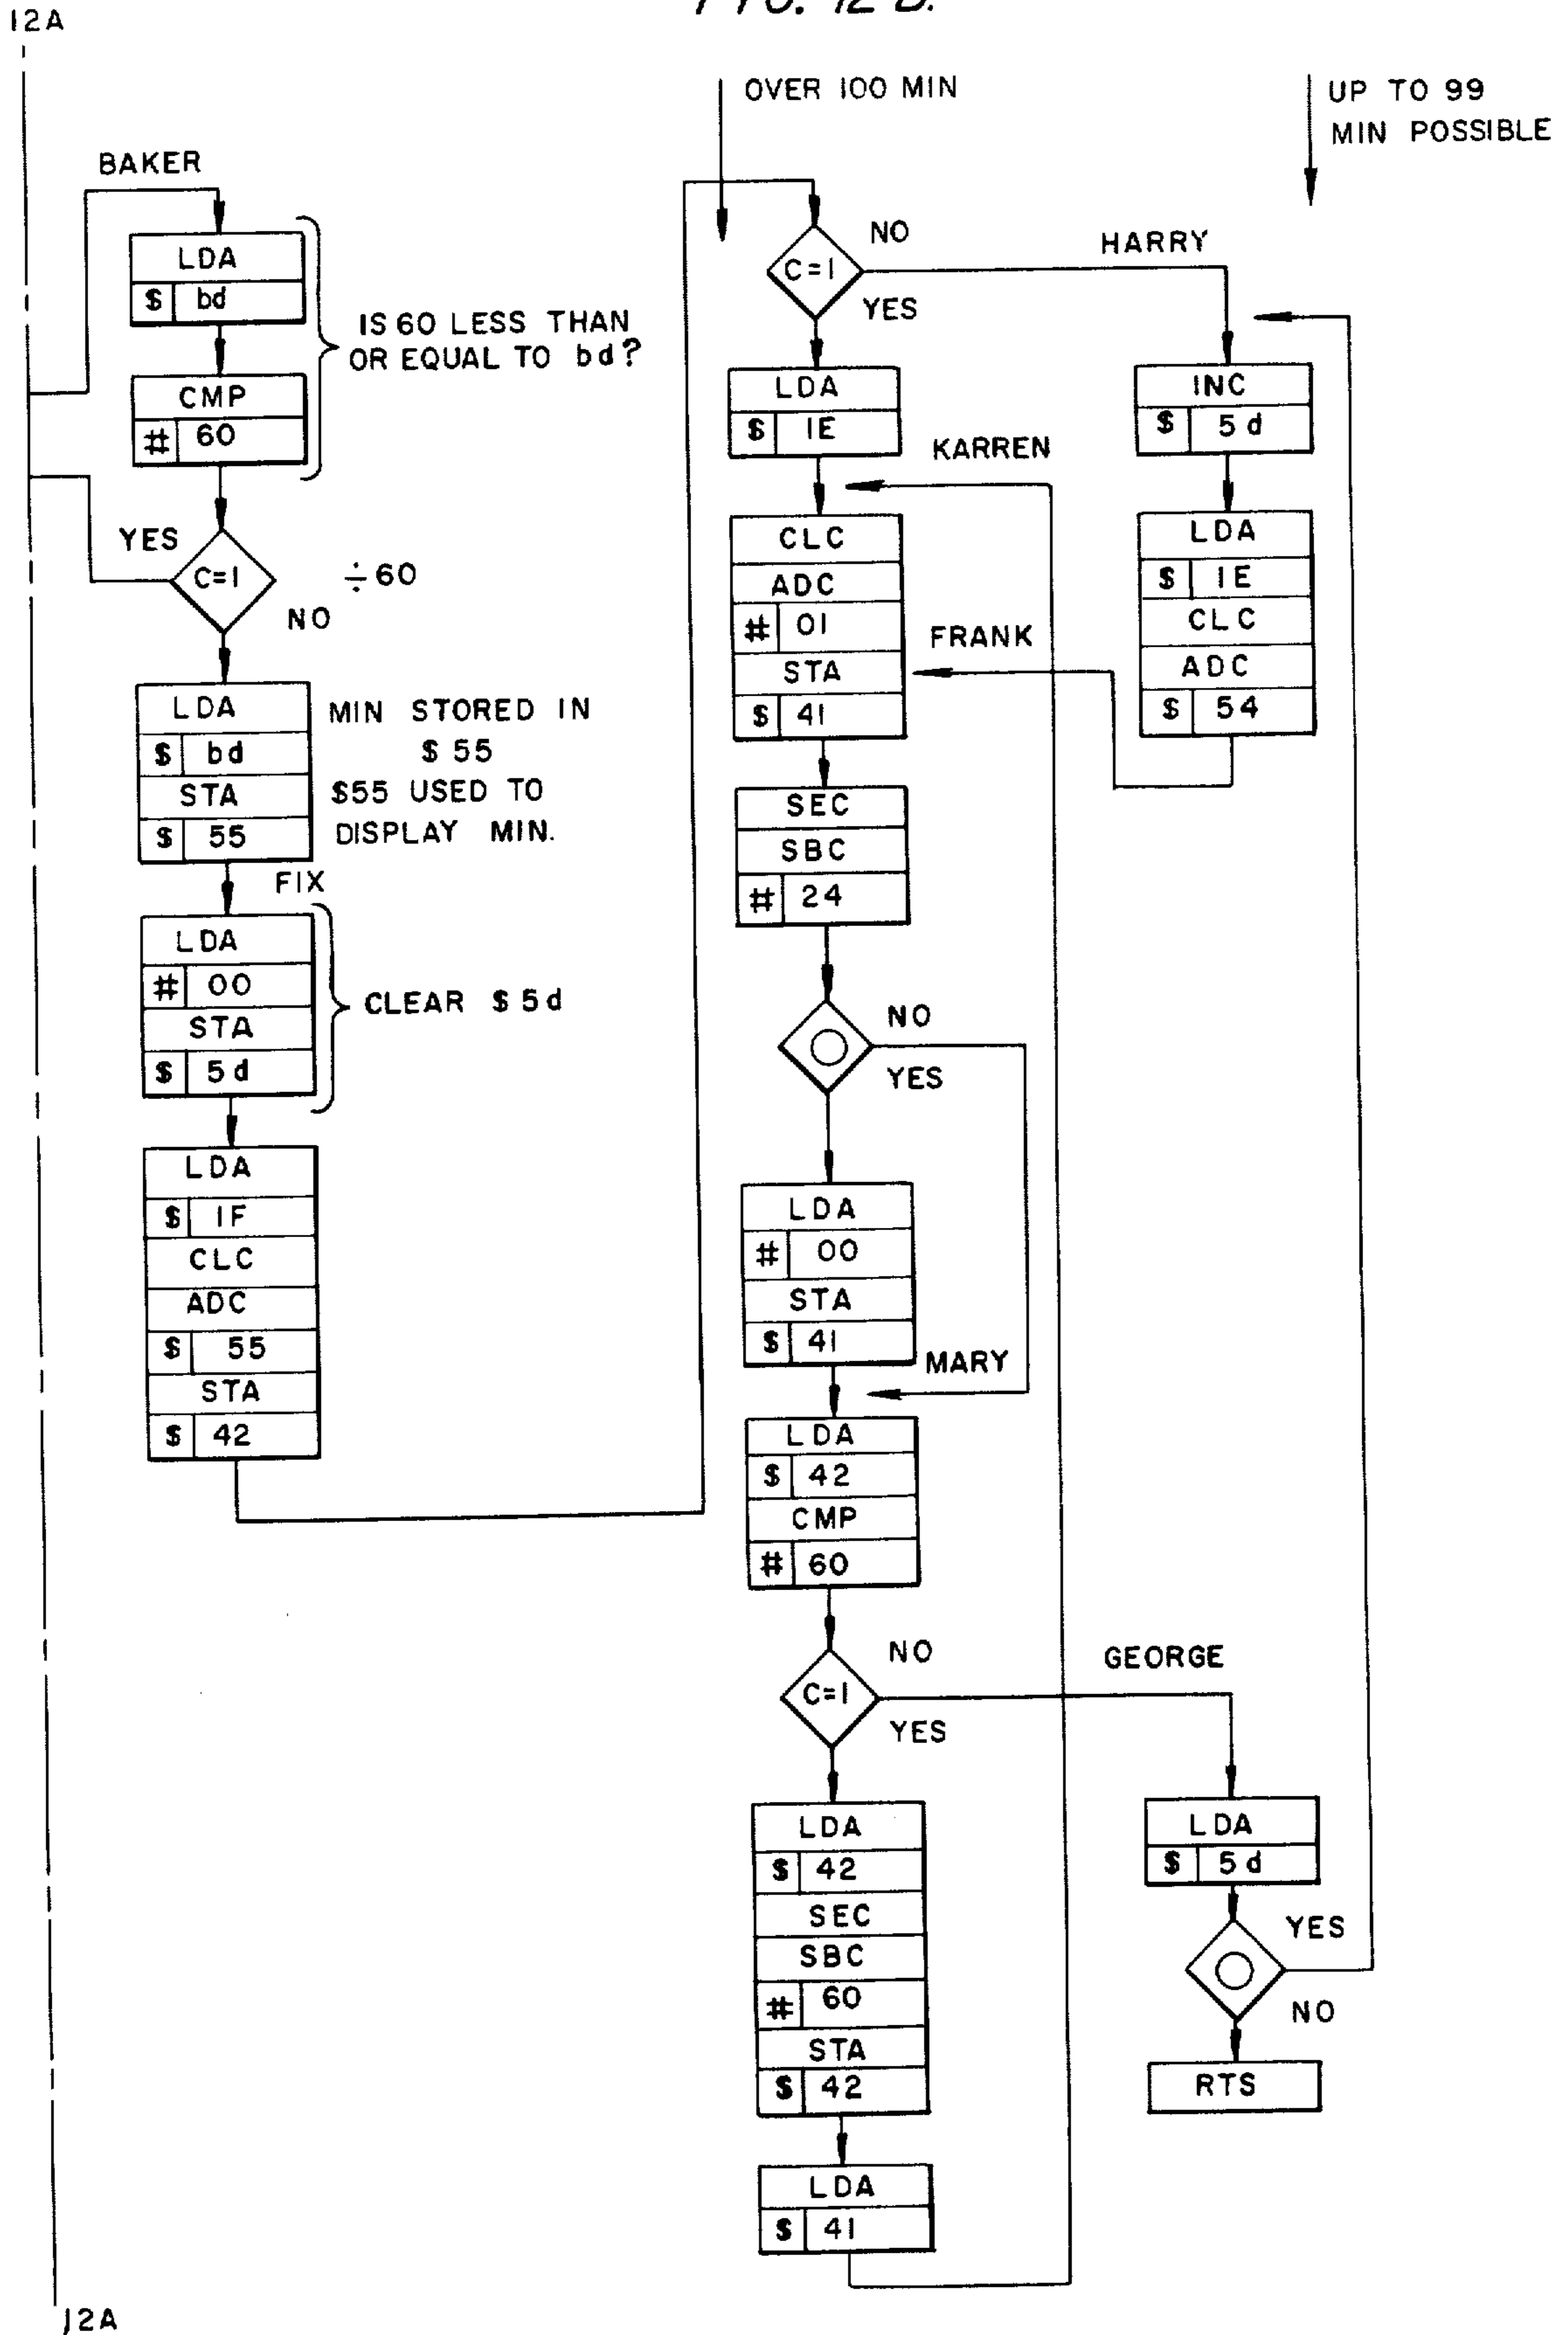 12A
FIG. 12 B.
OVER 100 MIN
UP TO 99
MIN POSSIBLE
BAKER
LDA
$ bd
CMP
# 60
IS 60 LESS THAN
OR EQUAL TO bd?
YES
C=1
÷60
NO
LDA
$ bd
STA
$ 55
MIN STORED IN
$ 55
$55 USED TO
DISPLAY MIN.
FIX
LDA
# 00
STA
$ 5d
CLEAR $ 5d
LDA
$ 1F
CLC
ADC
$ 55
STA
$ 42
C=1
NO
YES
HARRY
LDA
$ 1E
KARREN
CLC
ADC
# 01
STA
$ 41
FRANK
INC
$ 5d
LDA
$ 1E
CLC
ADC
$ 54
SEC
SBC
# 24
NO
YES
LDA
# 00
STA
$ 41
MARY
LDA
$ 42
CMP
# 60
C=1
NO
YES
GEORGE
LDA
$ 42
SEC
SBC
# 60
STA
$ 42
LDA
$ 41
LDA
$ 5d
YES
NO
RTS
12A